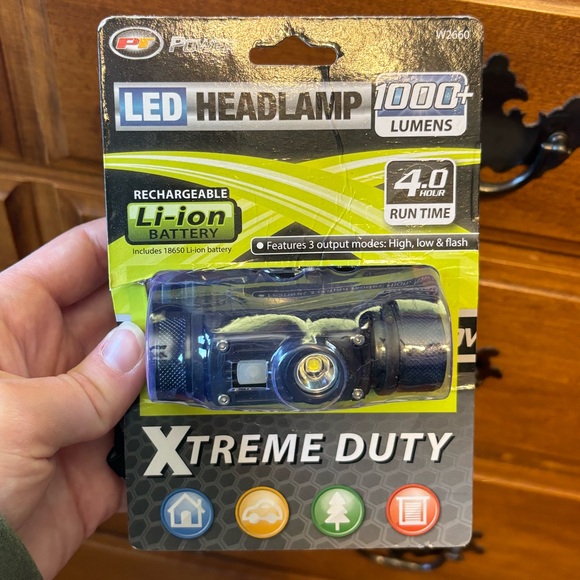 PT Power
W2660
LED HEADLAMP
1000+
LUMENS
RECHARGEABLE
Li-ion
BATTERY
Includes 18650 Li-ion battery
4.0
HOUR
RUN TIME
• Features 3 output modes: High, low & flash
XTREME DUTY